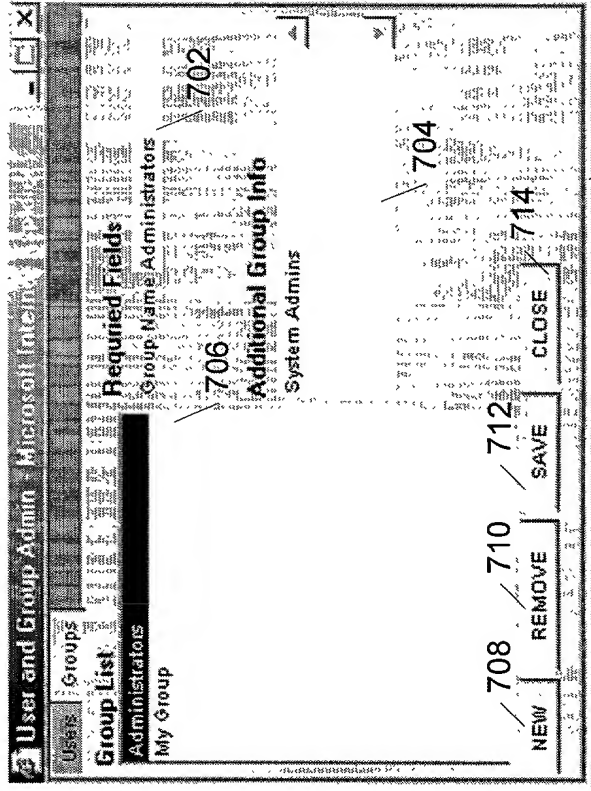 User and Group Admin - Microsoft Intern
Users Groups
Group List
Administrators
My Group
Requried Fields
Group Name Administrators
702
706
Additional Group Info
System Admins
704
708 710 712 714
NEW REMOVE SAVE CLOSE